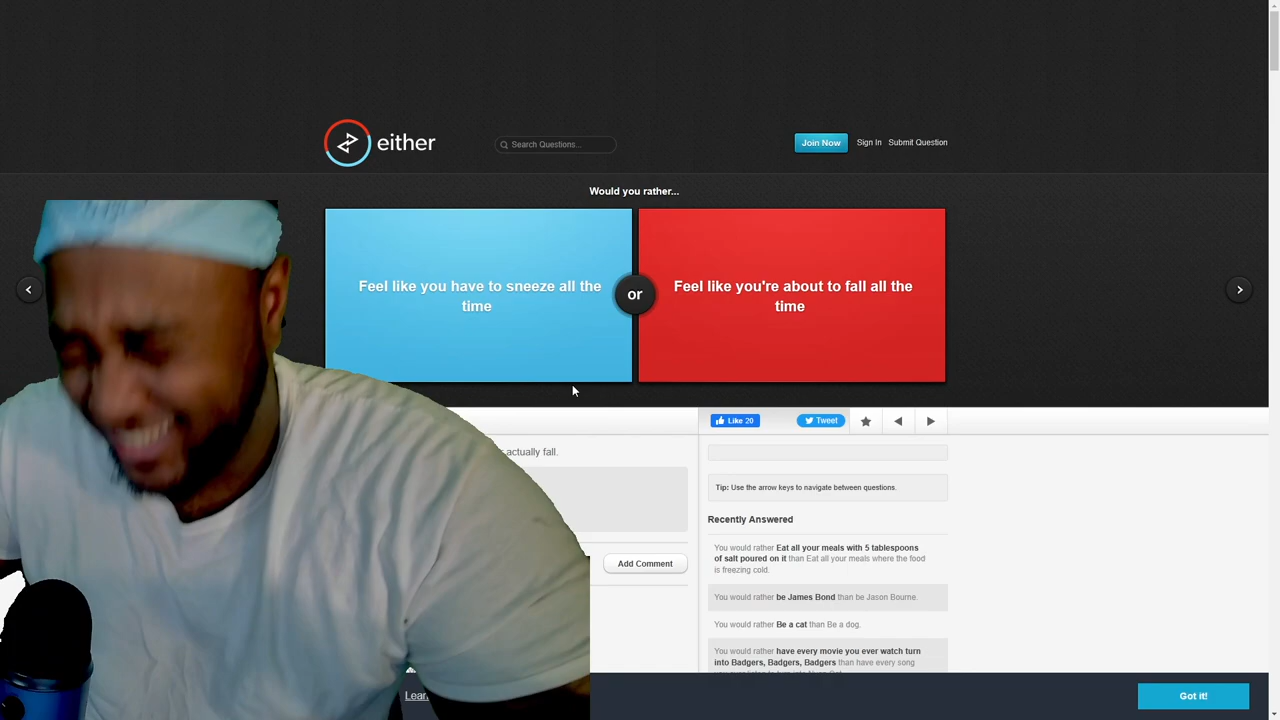 either
Search Questions...
Join Now
Sign In
Submit Question
Would you rather...
Feel like you have to sneeze all the
time
or
Feel like you're about to fall all the
time
Like 20
Tweet
actually fall.
Tip: Use the arrow keys to navigate between questions.
Recently Answered
You would rather Eat all your meals with 5 tablespoons
of salt poured on it than Eat all your meals where the food
is freezing cold.
Add Comment
You would rather be James Bond than be Jason Bourne.
You would rather Be a cat than Be a dog.
You would rather have every movie you ever watch turn
into Badgers, Badgers, Badgers than have every song
Got it!